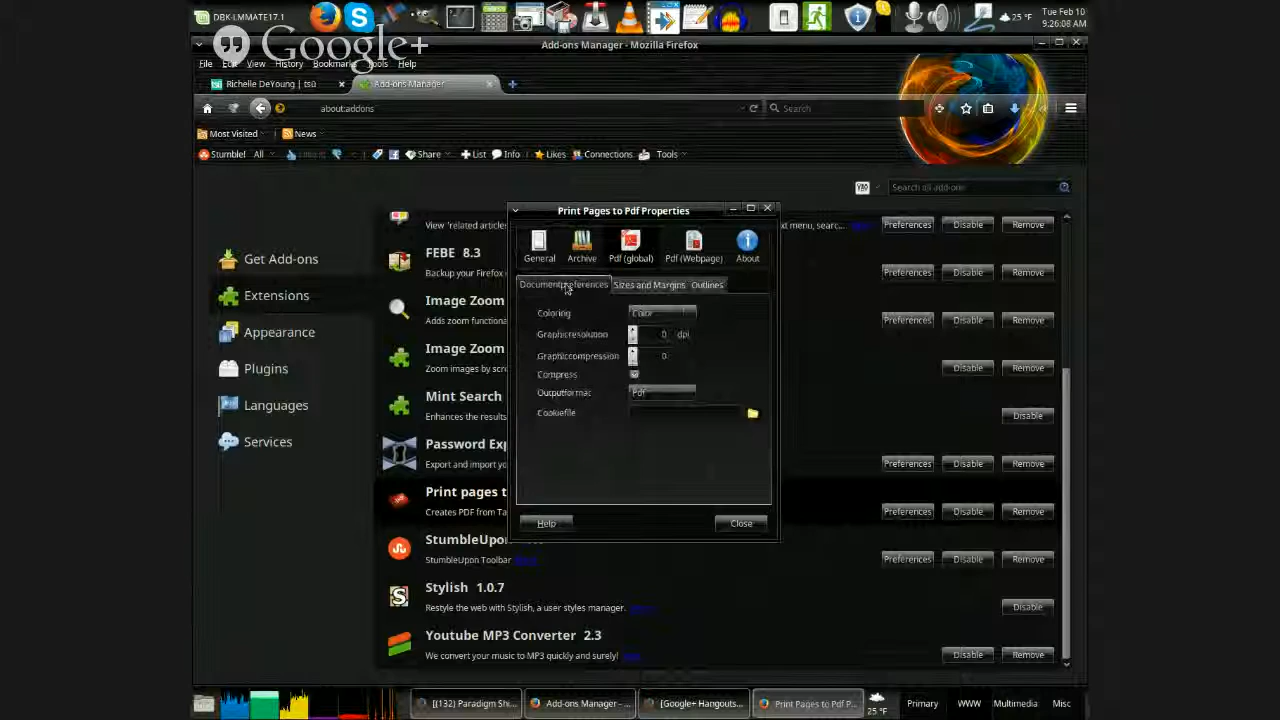 DBK-LMMATE17.1
25 °F
Tue Feb 10
9:26:08 AM
Google+
Add-ons Manager - Mozilla Firefox
File Edit View History Bookmarks Tools Help
Richelle DeYoung | tsū
Add-ons Manager
about:addons
Search
Most Visited
News
Stumble! All
Share List Info Likes Connections Tools
Search all add-ons
Get Add-ons
Extensions
Appearance
Plugins
Languages
Services
View 'related articles
xt menu, searc...
Preferences Disable Remove
FEBE 8.3
Backup your Firefox
Preferences Disable Remove
Image Zoom
Adds zoom functiona
Preferences Disable Remove
Image Zoom
Zoom images by scr
Disable Remove
Mint Search
Enhances the results
Disable
Password Exp
Export and import yo
Preferences Disable Remove
Print pages t
Creates PDF from Ta
Preferences Disable Remove
StumbleUpon
StumbleUpon Toolbar
Preferences Disable Remove
Stylish 1.0.7
Restyle the web with Stylish, a user styles manager.
Disable
Youtube MP3 Converter 2.3
We convert your music to MP3 quickly and surely!
Disable Remove
Print Pages to Pdf Properties
General Archive Pdf (global) Pdf (Webpage) About
Sizes and Margins Outlines
Coloring Color
Graphicresolution 0 dpi
Graphiccompression 0
Compress
Outputformat Pdf
Cookiefile
Help Close
[(132) Paradigm Shi...
Add-ons Manager - ...
[Google+ Hangouts...
Print Pages to Pdf P...
25 °F
Primary WWW Multimedia Misc